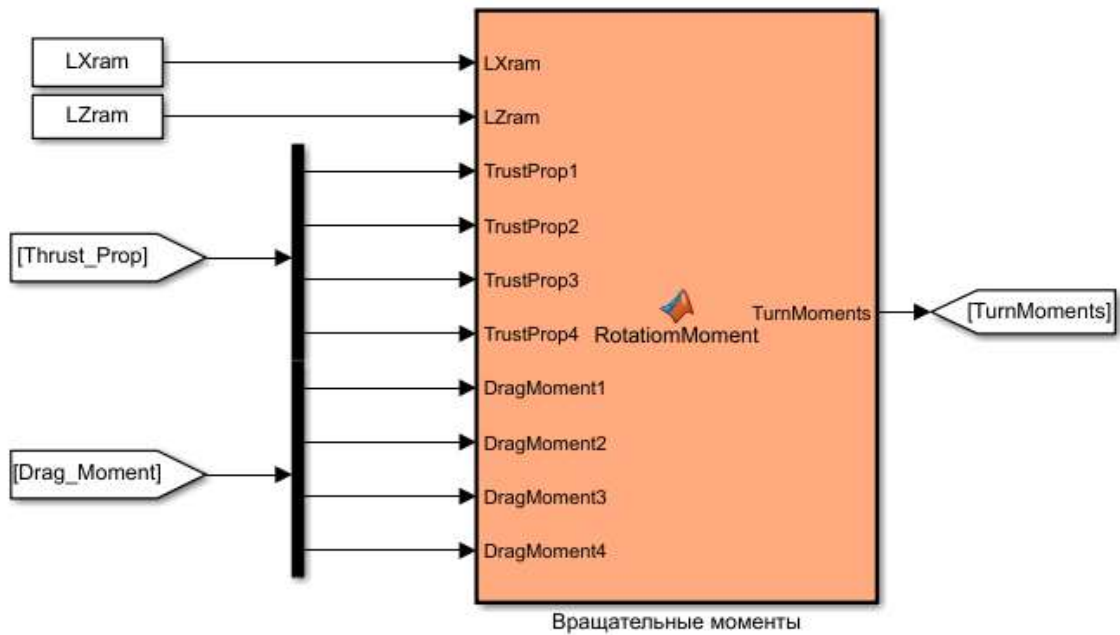 LXram
LZram
[Thrust_Prop]
[Drag_Moment]
LXram
LZram
TrustProp1
TrustProp2
TrustProp3
TrustProp4
DragMoment1
DragMoment2
DragMoment3
DragMoment4
RotatiomMoment
TurnMoments
[TurnMoments]
Вращательные моменты